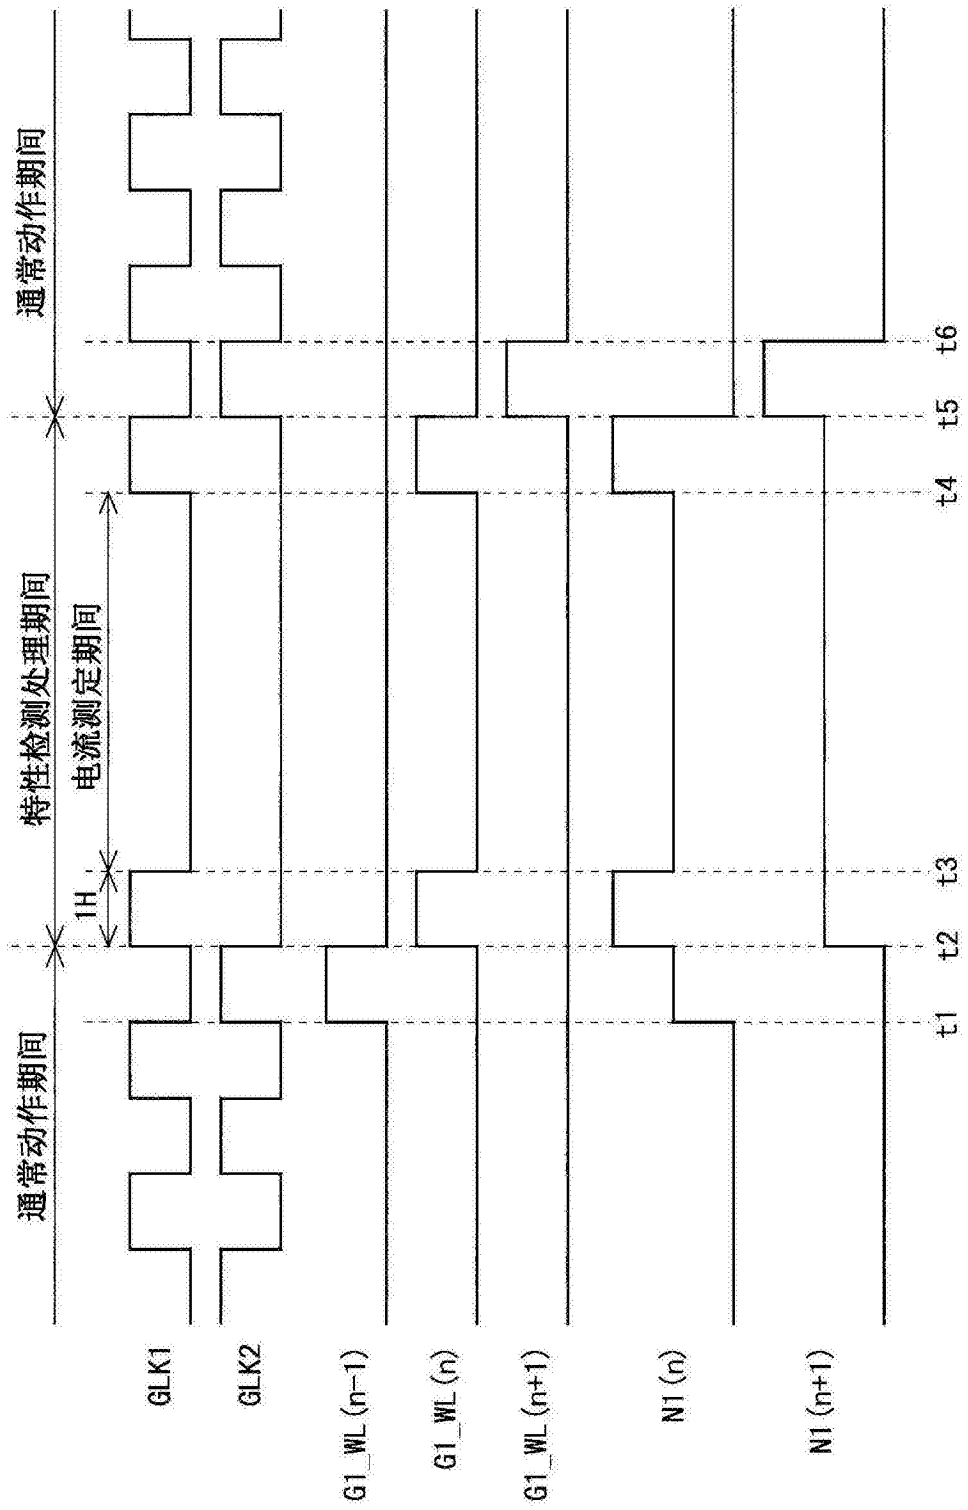 通常动作期间
特性检测处理期间
通常动作期间
1H
电流测定期间
GLK1
GLK2
G1_WL(n-1)
G1_WL(n)
G1_WL(n+1)
N1(n)
N1(n+1)
t1
t2
t3
t4
t5
t6